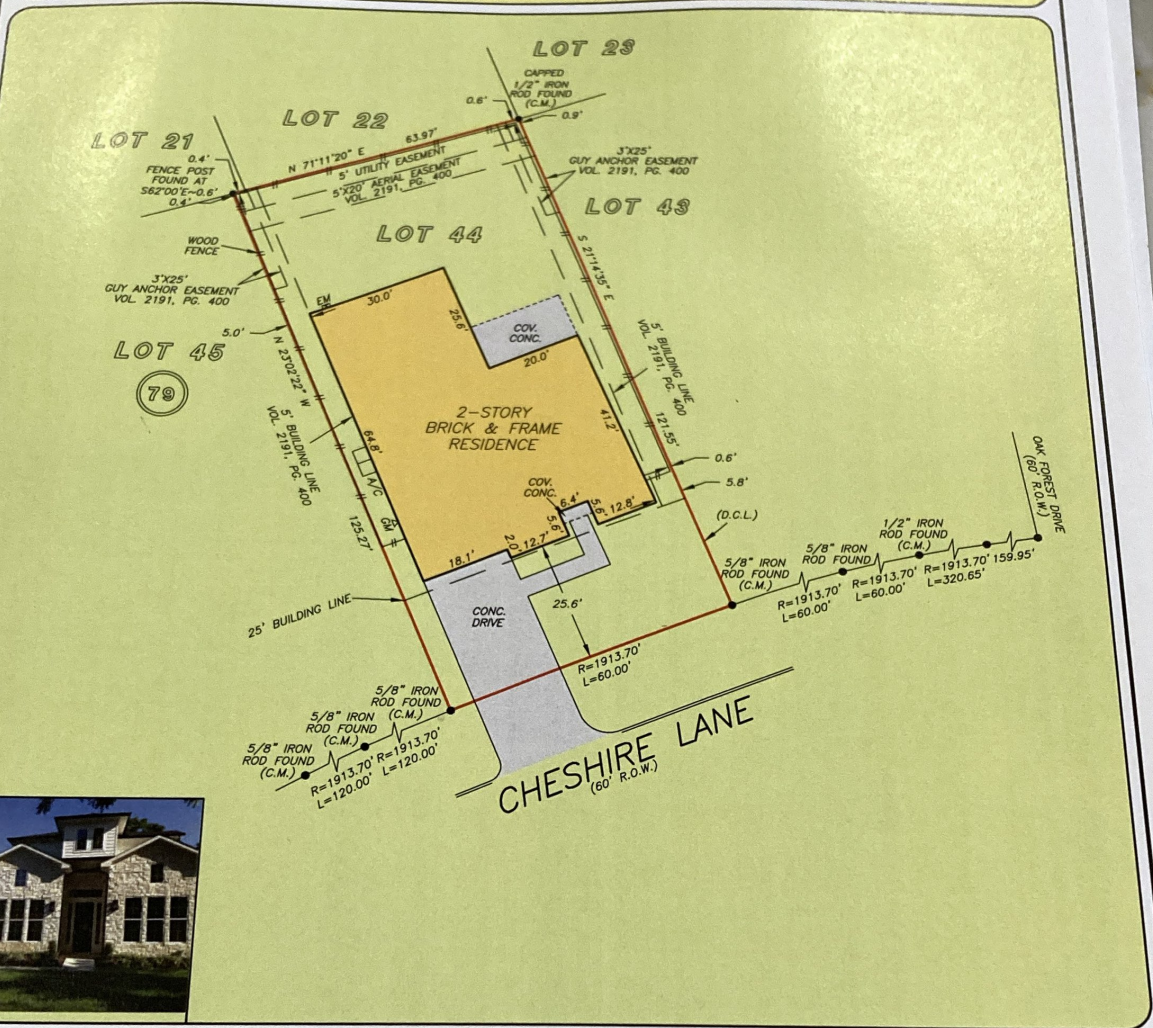 LOT 23
CAPPED
1/2" IRON
ROD FOUND
(C.M.)
0.6'
0.9'
LOT 22
LOT 21
63.97'
N 71°11'20" E
5' UTILITY EASEMENT
5'X20' AERIAL EASEMENT
VOL. 2191, PG. 400
0.4'
FENCE POST
FOUND AT
S62°00'E~0.6'
0.4'
3'X25'
GUY ANCHOR EASEMENT
VOL. 2191, PG. 400
LOT 43
LOT 44
WOOD
FENCE
3'X25'
GUY ANCHOR EASEMENT
VOL. 2191, PG. 400
S 21°14'35" E
EM
30.0'
25.6'
COV.
CONC.
20.0'
5.0'
LOT 45
79
N 23°02'22" W
5' BUILDING LINE
VOL. 2191, PG. 400
5' BUILDING LINE
VOL. 2191, PG. 400
2-STORY
BRICK & FRAME
RESIDENCE
41.2'
121.55'
64.8'
A/C
GM
125.27'
0.6'
5.8'
COV.
CONC.
6.4'
5.6'
5.6'
12.8'
(D.C.L.)
18.1'
2.0'
12.7'
OAK FOREST DRIVE
(60' R.O.W.)
1/2" IRON
ROD FOUND
(C.M.)
5/8" IRON
ROD FOUND
5/8" IRON
ROD FOUND
(C.M.)
R=1913.70'
L=60.00'
R=1913.70'
L=60.00'
R=1913.70'
L=320.65'
159.95'
25' BUILDING LINE
CONC.
DRIVE
25.6'
R=1913.70'
L=60.00'
5/8" IRON
ROD FOUND
(C.M.)
5/8" IRON
ROD FOUND
(C.M.)
5/8" IRON
ROD FOUND
(C.M.)
R=1913.70'
L=120.00'
R=1913.70'
L=120.00'
CHESHIRE LANE
(60' R.O.W.)